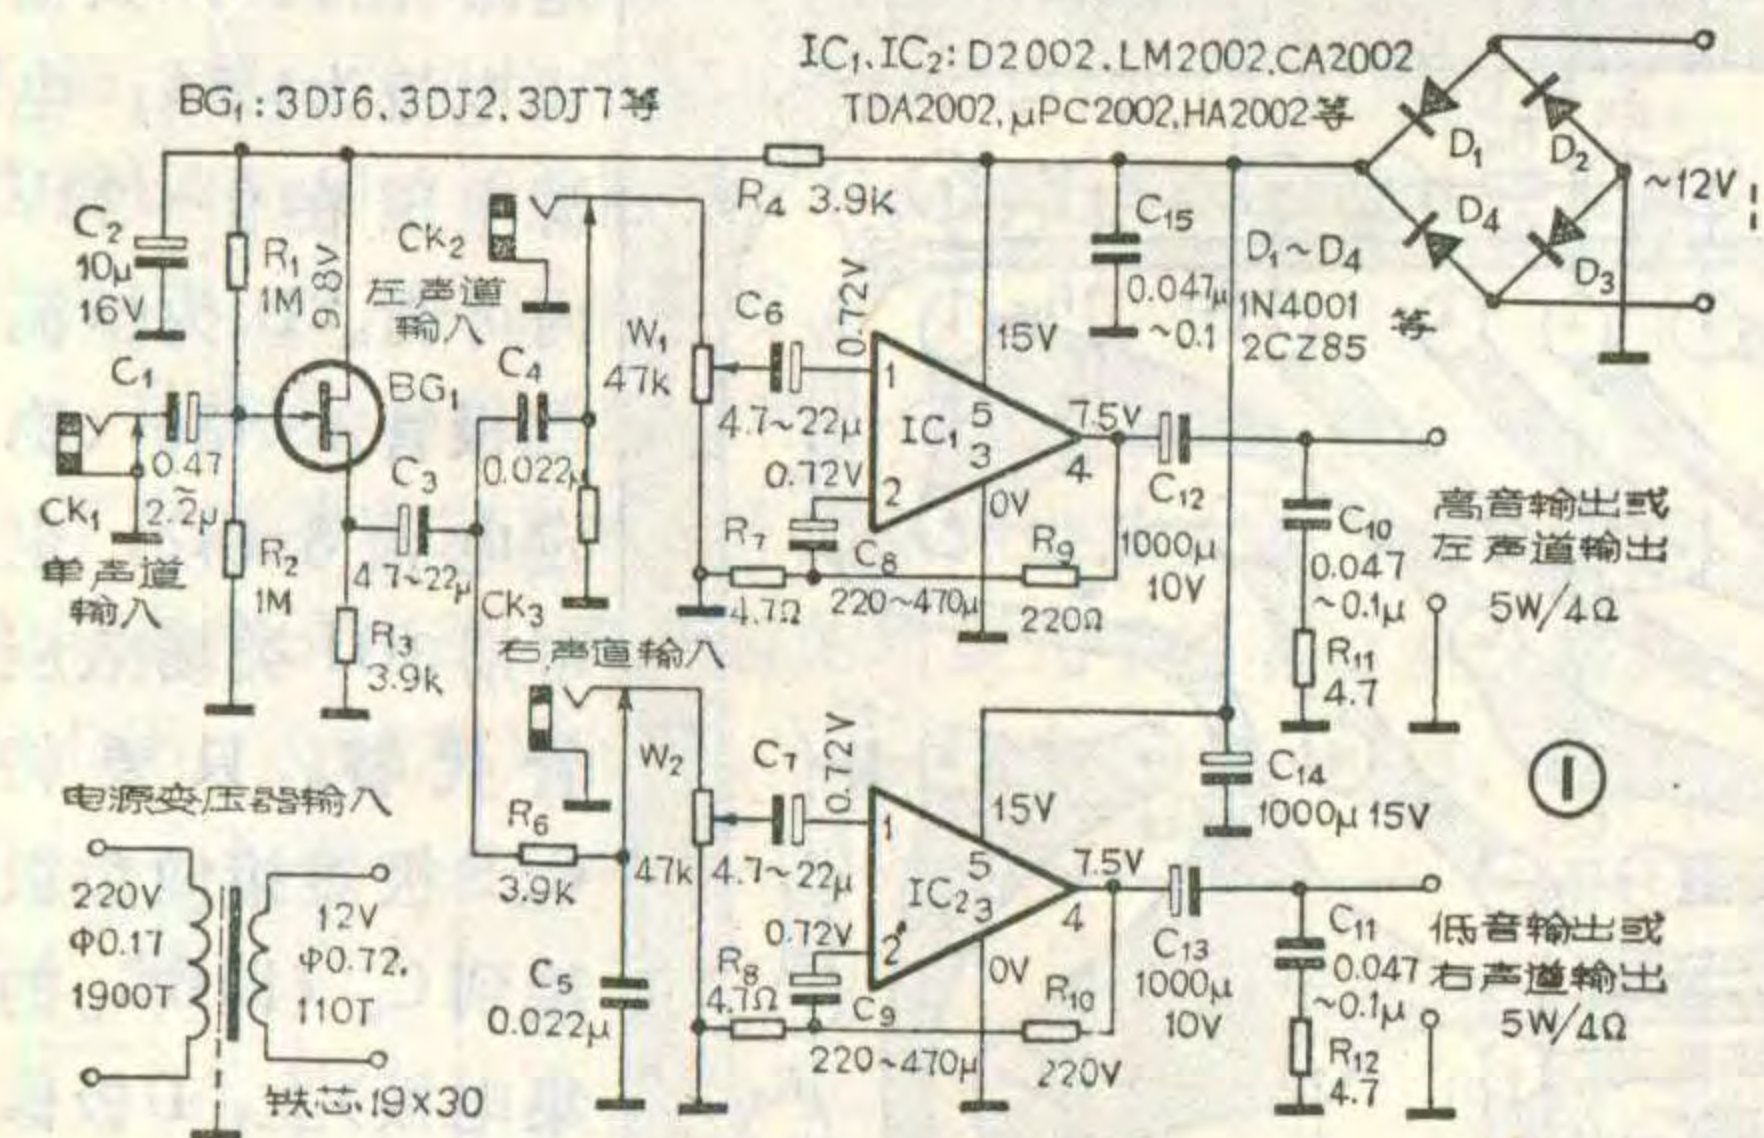 IC₁、IC₂:D2002、LM2002、CA2002
TDA2002、μPC2002、HA2002等
BG₁:3DJ6、3DJ2、3DJ7等
D₁
D₂
D₄
D₃
~12V
R₄ 3.9K
C₂
10μ
16V
R₁
1M
9.8V
CK₂
左声道
输入
C₁₅
0.047μ
~0.1
D₁~D₄
1N4001
2CZ85
等
C₁
0.47
~
2.2μ
CK₁
单声道
输入
BG₁
C₄
0.022μ
W₁
47k
C₆
4.7~22μ
0.72V
0.72V
1
2
IC₁
5
3
4
15V
0V
7.5V
C₁₂
1000μ
10V
C₃
4.7~22μ
R₂
1M
R₃
3.9k
R₇
4.7Ω
C₈
220~470μ
R₉
220Ω
C₁₀
0.047
~0.1μ
R₁₁
4.7
高音输出或
左声道输出
5W/4Ω
CK₃
右声道输入
W₂
47k
C₇
4.7~22μ
0.72V
0.72V
1
2
IC₂
5
3
4
15V
0V
7.5V
C₁₄
1000μ 15V
①
R₆
3.9k
C₅
0.022μ
R₈
4.7Ω
C₉
220~470μ
R₁₀
220V
C₁₃
1000μ
10V
C₁₁
0.047
~0.1μ
R₁₂
4.7
低音输出或
右声道输出
5W/4Ω
电源变压器输入
220V
Φ0.17
1900T
12V
Φ0.72.
110T
铁芯、19×30